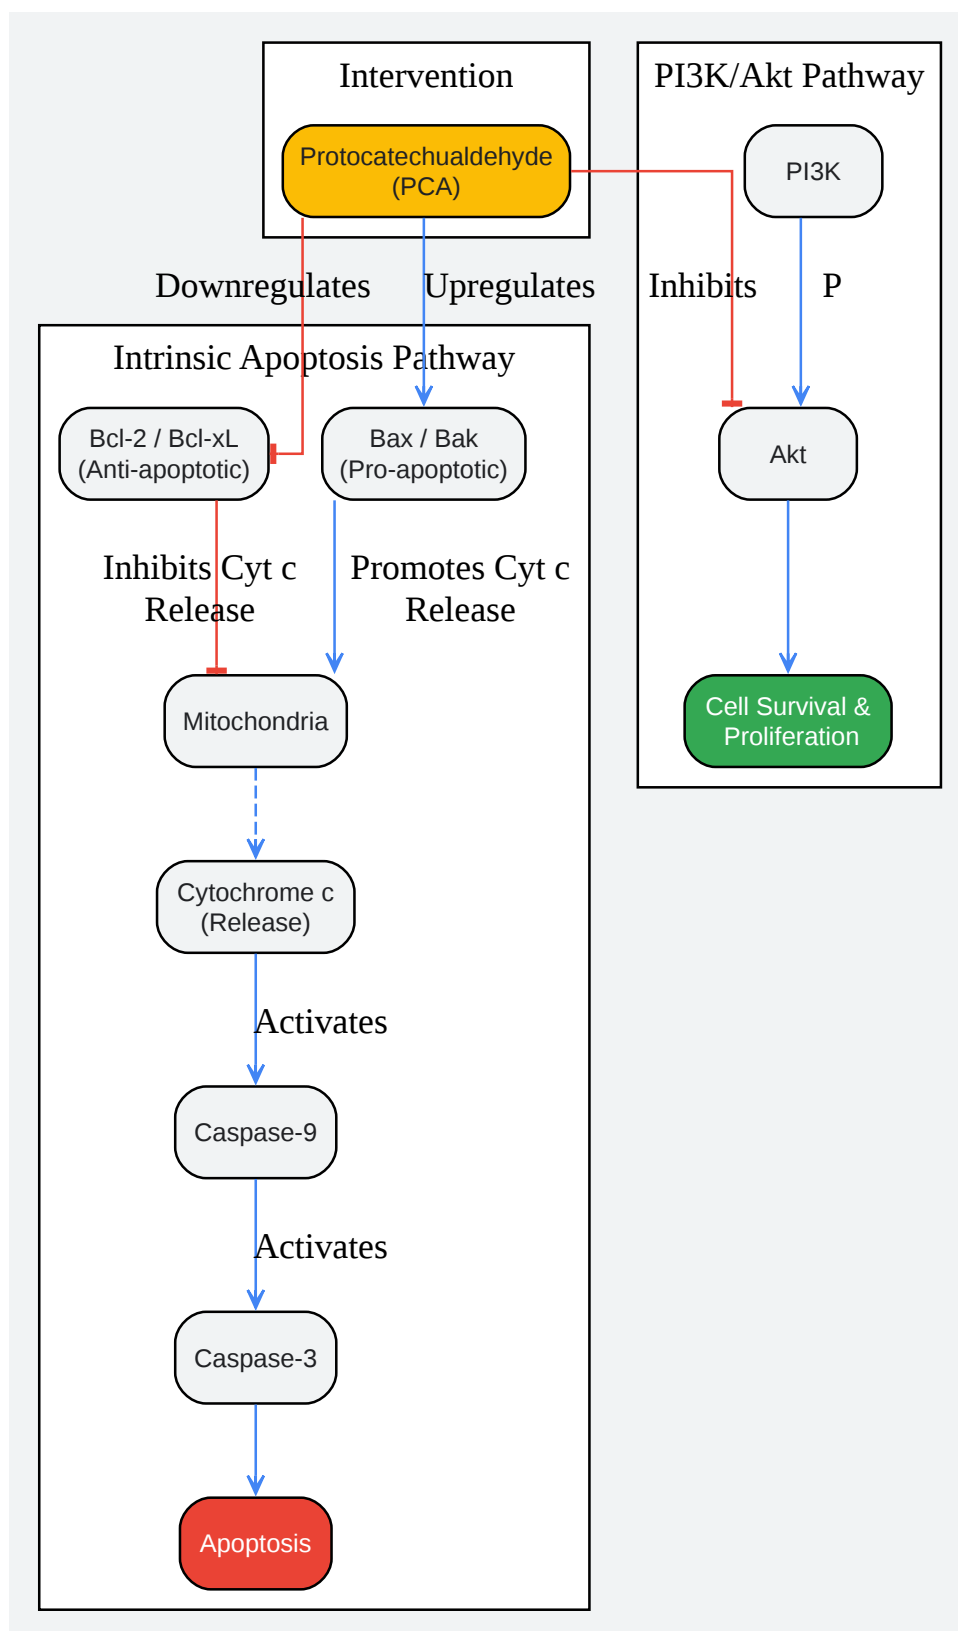 Intervention
PI3K/Akt Pathway
Protocatechualdehyde
(PCA)
PI3K
Downregulates
Upregulates
Inhibits
P
Intrinsic Apoptosis Pathway
Bcl-2 / Bcl-xL
(Anti-apoptotic)
Bax / Bak
(Pro-apoptotic)
Akt
Inhibits Cyt c
Release
Promotes Cyt c
Release
Mitochondria
Cell Survival &
Proliferation
Cytochrome c
(Release)
Activates
Caspase-9
Activates
Caspase-3
Apoptosis